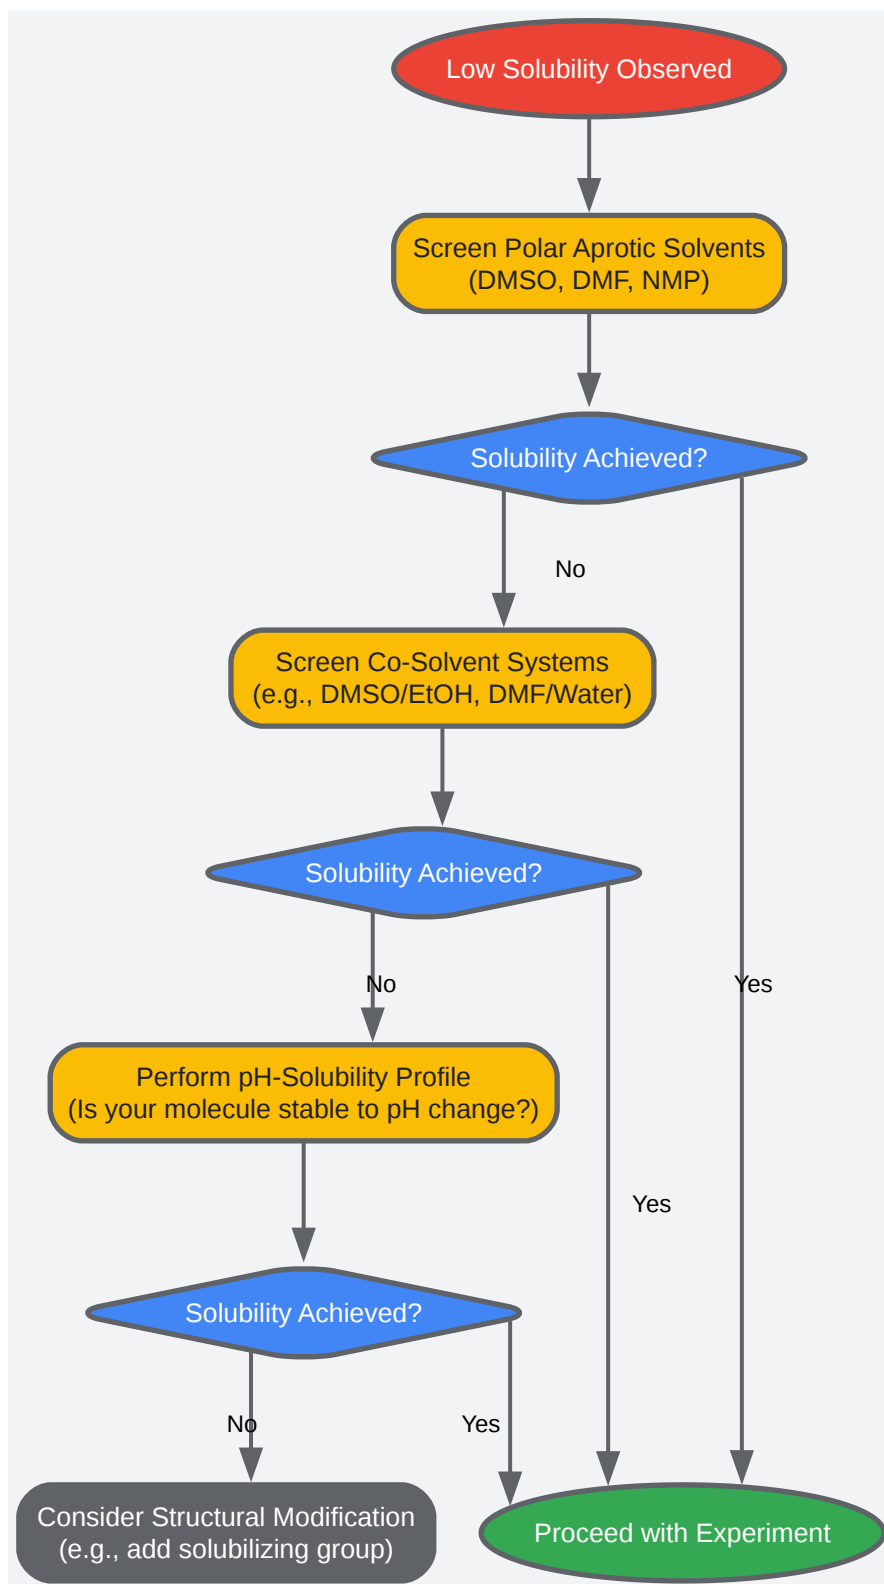 Low Solubility Observed
Screen Polar Aprotic Solvents
(DMSO, DMF, NMP)
Solubility Achieved?
No
Screen Co-Solvent Systems
(e.g., DMSO/EtOH, DMF/Water)
Solubility Achieved?
No
Yes
Perform pH-Solubility Profile
(Is your molecule stable to pH change?)
Yes
Solubility Achieved?
No
Yes
Consider Structural Modification
(e.g., add solubilizing group)
Proceed with Experiment